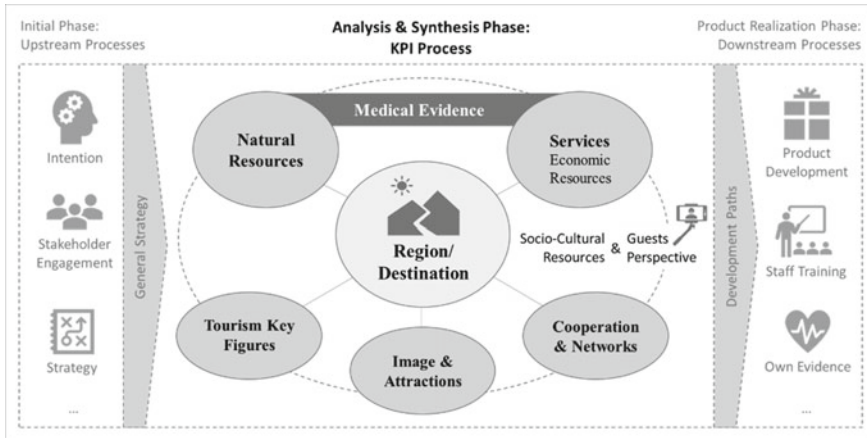 Initial Phase:
Upstream Processes
Analysis & Synthesis Phase:
KPI Process
Product Realization Phase:
Downstream Processes
Intention
Stakeholder
Engagement
Strategy
...
General Strategy
Medical Evidence
Natural
Resources
Services
Economic
Resources
Region/
Destination
Socio-Cultural
Resources
&
Guests
Perspective
Tourism Key
Figures
Image &
Attractions
Cooperation
& Networks
Development Paths
Product
Development
Staff Training
Own Evidence
...